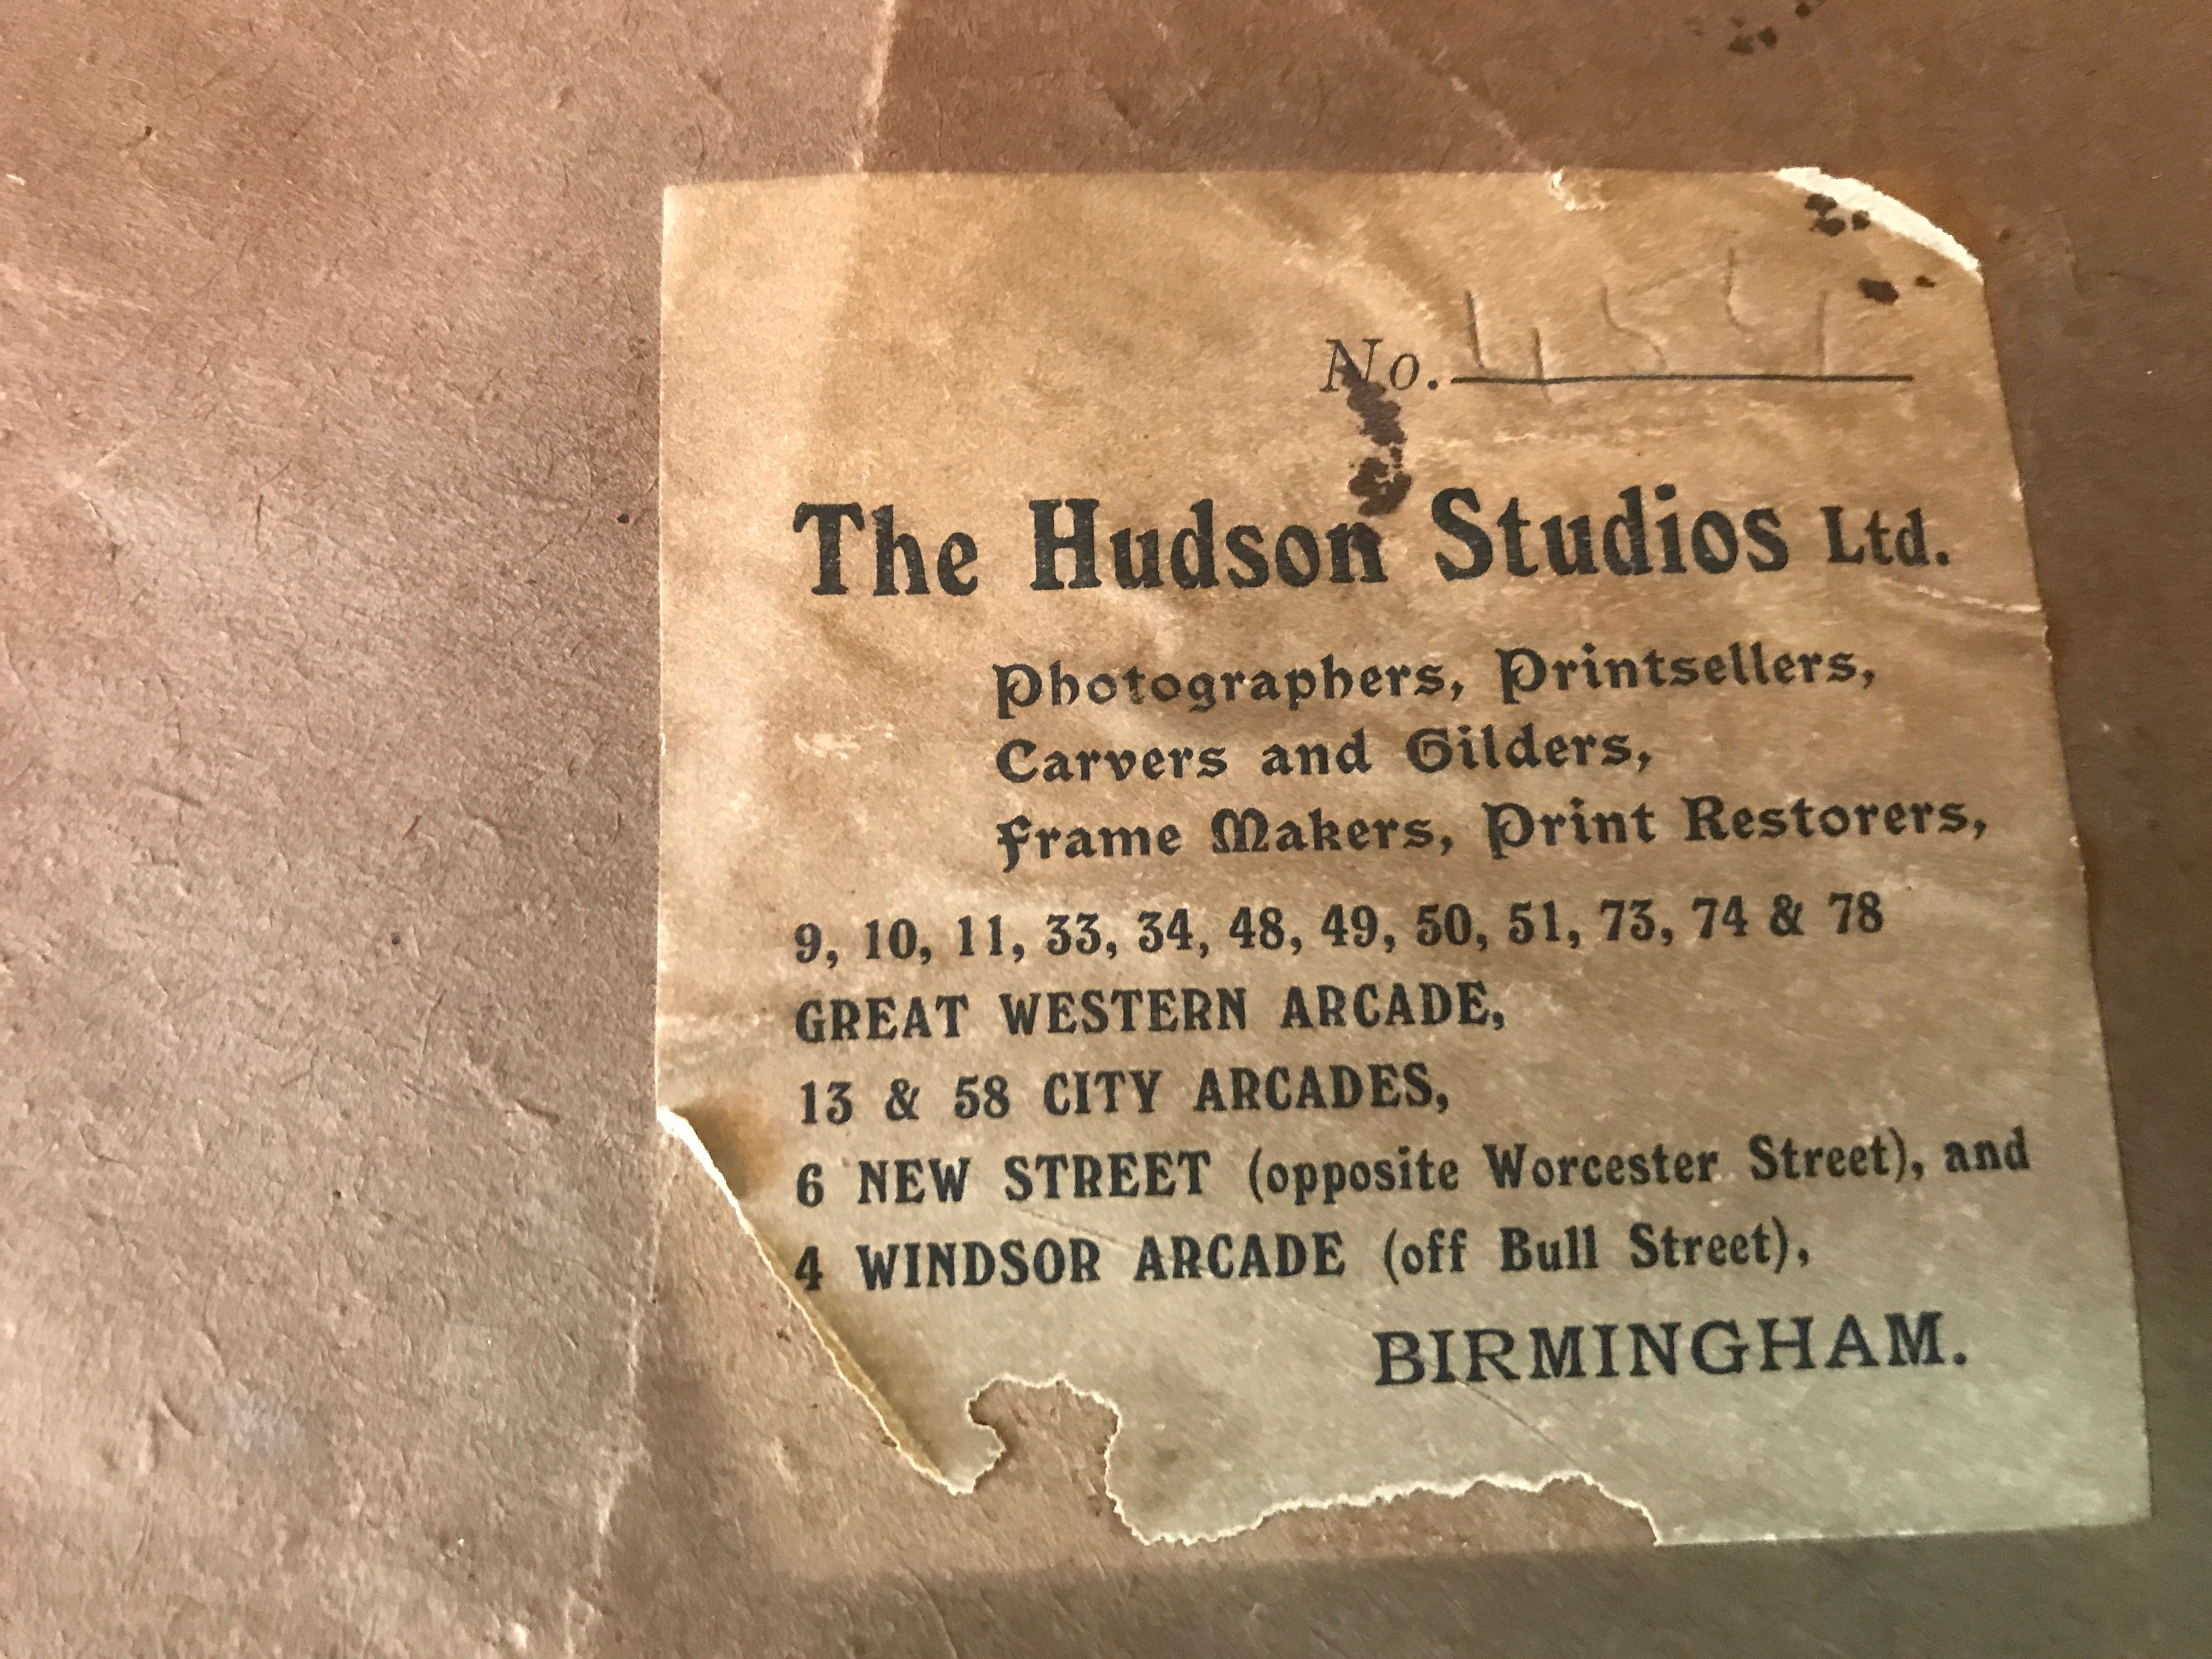 No.
The Hudson Studios Ltd.
Photographers, Printsellers,
Carvers and Gilders,
Frame Makers, Print Restorers,
9, 10, 11, 33, 34, 48, 49, 50, 51, 73, 74 & 78
GREAT WESTERN ARCADE,
13 & 58 CITY ARCADES,
6 NEW STREET (opposite Worcester Street), and
4 WINDSOR ARCADE (off Bull Street),
BIRMINGHAM.